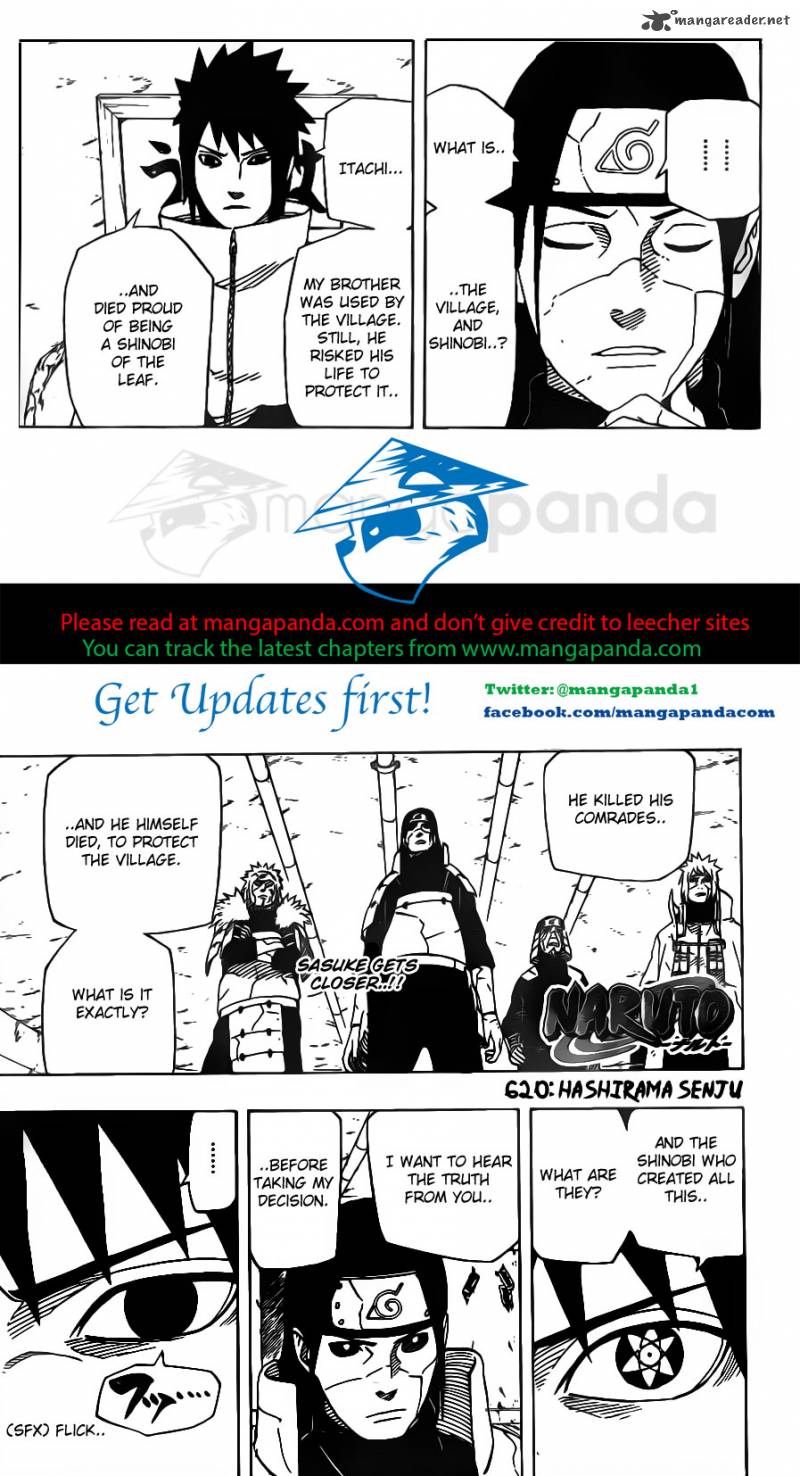 mangareader.net
.......
WHAT IS..
..THE
VILLAGE,
AND
SHINOBI..?
ITACHI...
MY BROTHER
WAS USED BY
THE VILLAGE.
STILL, HE
RISKED HIS
LIFE TO
PROTECT IT..
..AND
DIED PROUD
OF BEING
A SHINOBI
OF THE
LEAF.
mangapanda
Please read at mangapanda.com and don't give credit to leecher sites
You can track the latest chapters from www.mangapanda.com
Get Updates first!
Twitter: @mangapanda1
facebook.com/mangapandacom
HE KILLED HIS
COMRADES..
..AND HE HIMSELF
DIED, TO PROTECT
THE VILLAGE.
WHAT IS IT
EXACTLY?
SASUKE GETS
CLOSER..!?
NARUTO
ナルト
620: HASHIRAMA SENJU
AND THE
SHINOBI WHO
CREATED ALL
THIS..
WHAT ARE
THEY?
I WANT TO HEAR
THE TRUTH
FROM YOU..
..BEFORE
TAKING MY
DECISION.
.......
フッ……
(SFX) FLICK..